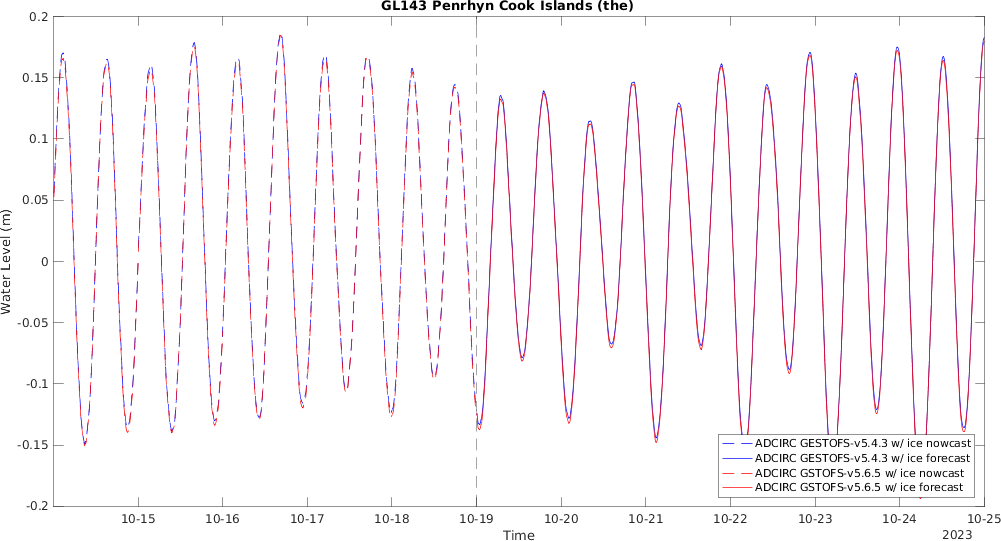 GL143 Penrhyn Cook Islands (the)
0.2
0.15
0.1
0.05
0
-0.05
-0.1
-0.15
-0.2
Water Level (m)
ADCIRC GESTOFS-v5.4.3 w/ ice nowcast
ADCIRC GESTOFS-v5.4.3 w/ ice forecast
ADCIRC GSTOFS-v5.6.5 w/ ice nowcast
ADCIRC GSTOFS-v5.6.5 w/ ice forecast
10-15 10-16 10-17 10-18 10-19 10-20 10-21 10-22 10-23 10-24 10-25
Time
2023